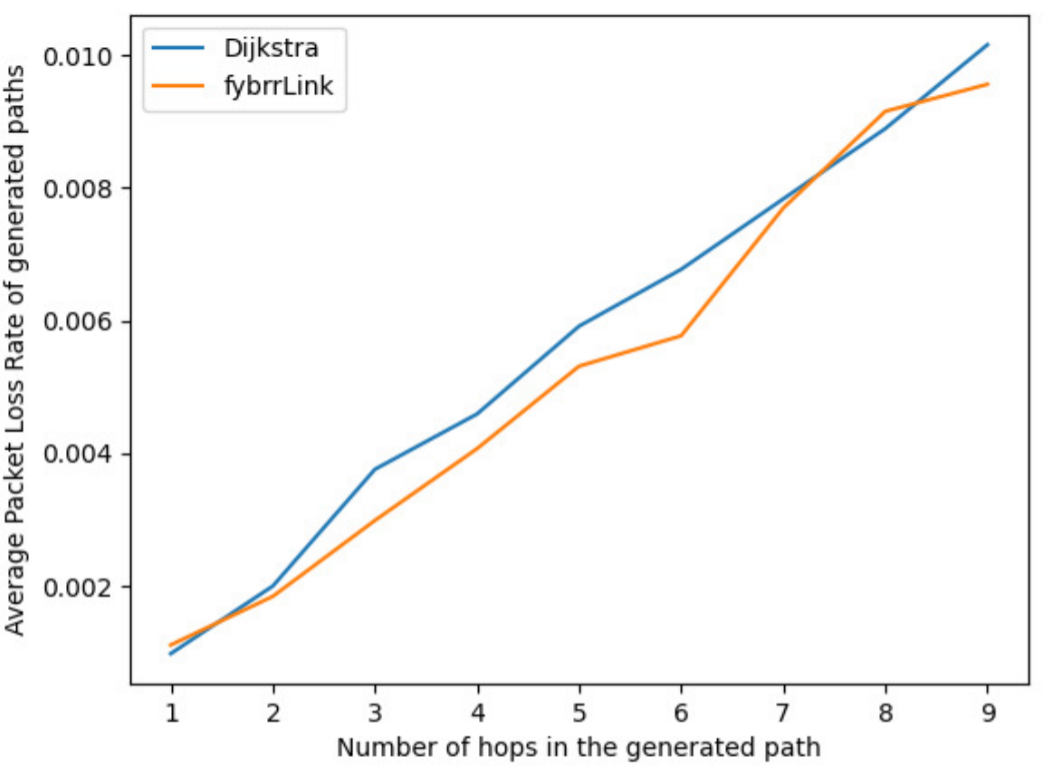 Average Packet Loss Rate of generated paths
0.010
0.008
0.006
0.004
0.002
Dijkstra
fybrrLink
1 2 3 4 5 6 7 8 9
Number of hops in the generated path